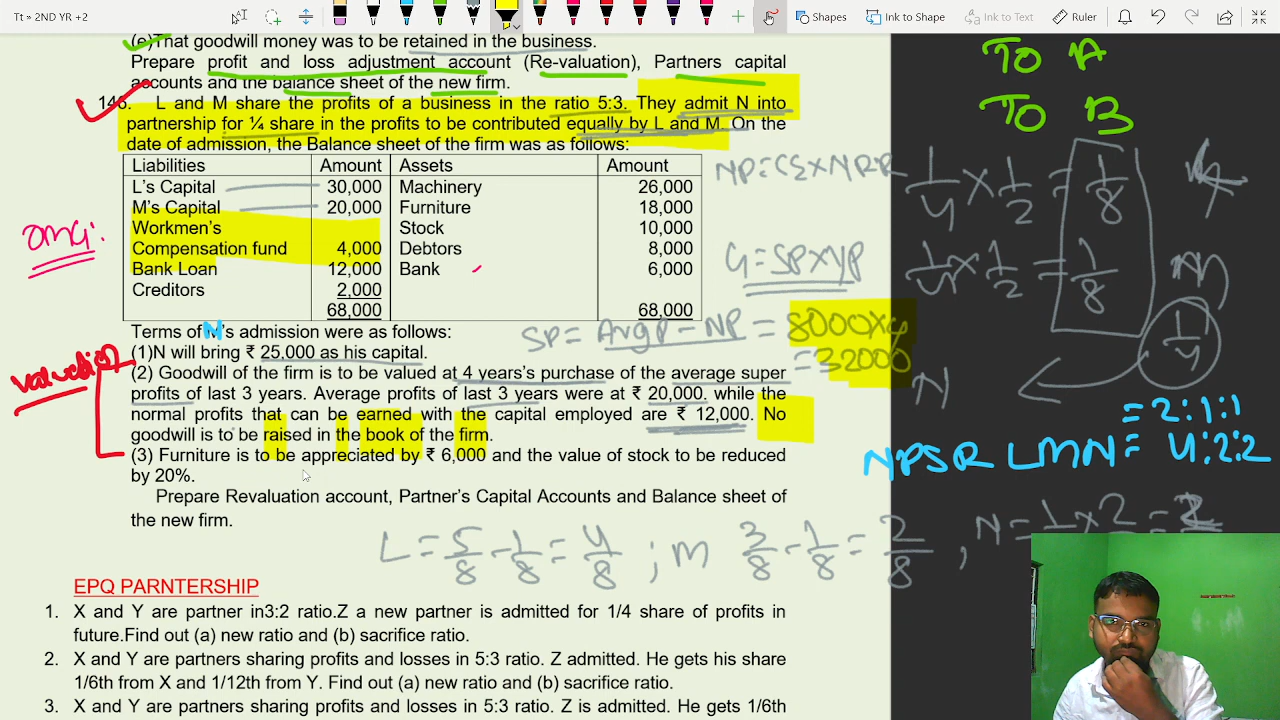 Tt » 2ND YR +2
Shapes Ink to Shape Ink to Text Ruler
(e)That goodwill money was to be retained in the business.
Prepare profit and loss adjustment account (Re-valuation), Partners capital
accounts and the balance sheet of the new firm.
146. L and M share the profits of a business in the ratio 5:3. They admit N into
partnership for ¼ share in the profits to be contributed equally by L and M. On the
date of admission, the Balance sheet of the firm was as follows:
Liabilities Amount Assets Amount
L's Capital 30,000 Machinery 26,000
M's Capital 20,000 Furniture 18,000
Workmen's Stock 10,000
Compensation fund 4,000 Debtors 8,000
Bank Loan 12,000 Bank 6,000
Creditors 2,000
68,000 68,000
Terms of N's admission were as follows:
(1)N will bring ₹ 25,000 as his capital.
(2) Goodwill of the firm is to be valued at 4 years's purchase of the average super
profits of last 3 years. Average profits of last 3 years were at ₹ 20,000. while the
normal profits that can be earned with the capital employed are ₹ 12,000. No
goodwill is to be raised in the book of the firm.
(3) Furniture is to be appreciated by ₹ 6,000 and the value of stock to be reduced
by 20%.
Prepare Revaluation account, Partner's Capital Accounts and Balance sheet of
the new firm.
L = 5/8 - 1/8 = 4/8 ; M 3/8 - 1/8 = 2/8 , N = 1 × 2 =
EPQ PARNTERSHIP
1. X and Y are partner in3:2 ratio.Z a new partner is admitted for 1/4 share of profits in
future.Find out (a) new ratio and (b) sacrifice ratio.
2. X and Y are partners sharing profits and losses in 5:3 ratio. Z admitted. He gets his share
1/6th from X and 1/12th from Y. Find out (a) new ratio and (b) sacrifice ratio.
3. X and Y are partners sharing profits and losses in 5:3 ratio. Z is admitted. He gets 1/6th
TO A
TO B
NP = CE × NRR
1/4 × 1/2 = 1/8
1/4 × 1/2 = 1/8
G = SP × YP
SP = Avg P - NP = 8000×4
= 32000
1/4
N
= 2:1:1
NPSR LMN = 4:2:2
OMG:
valuation